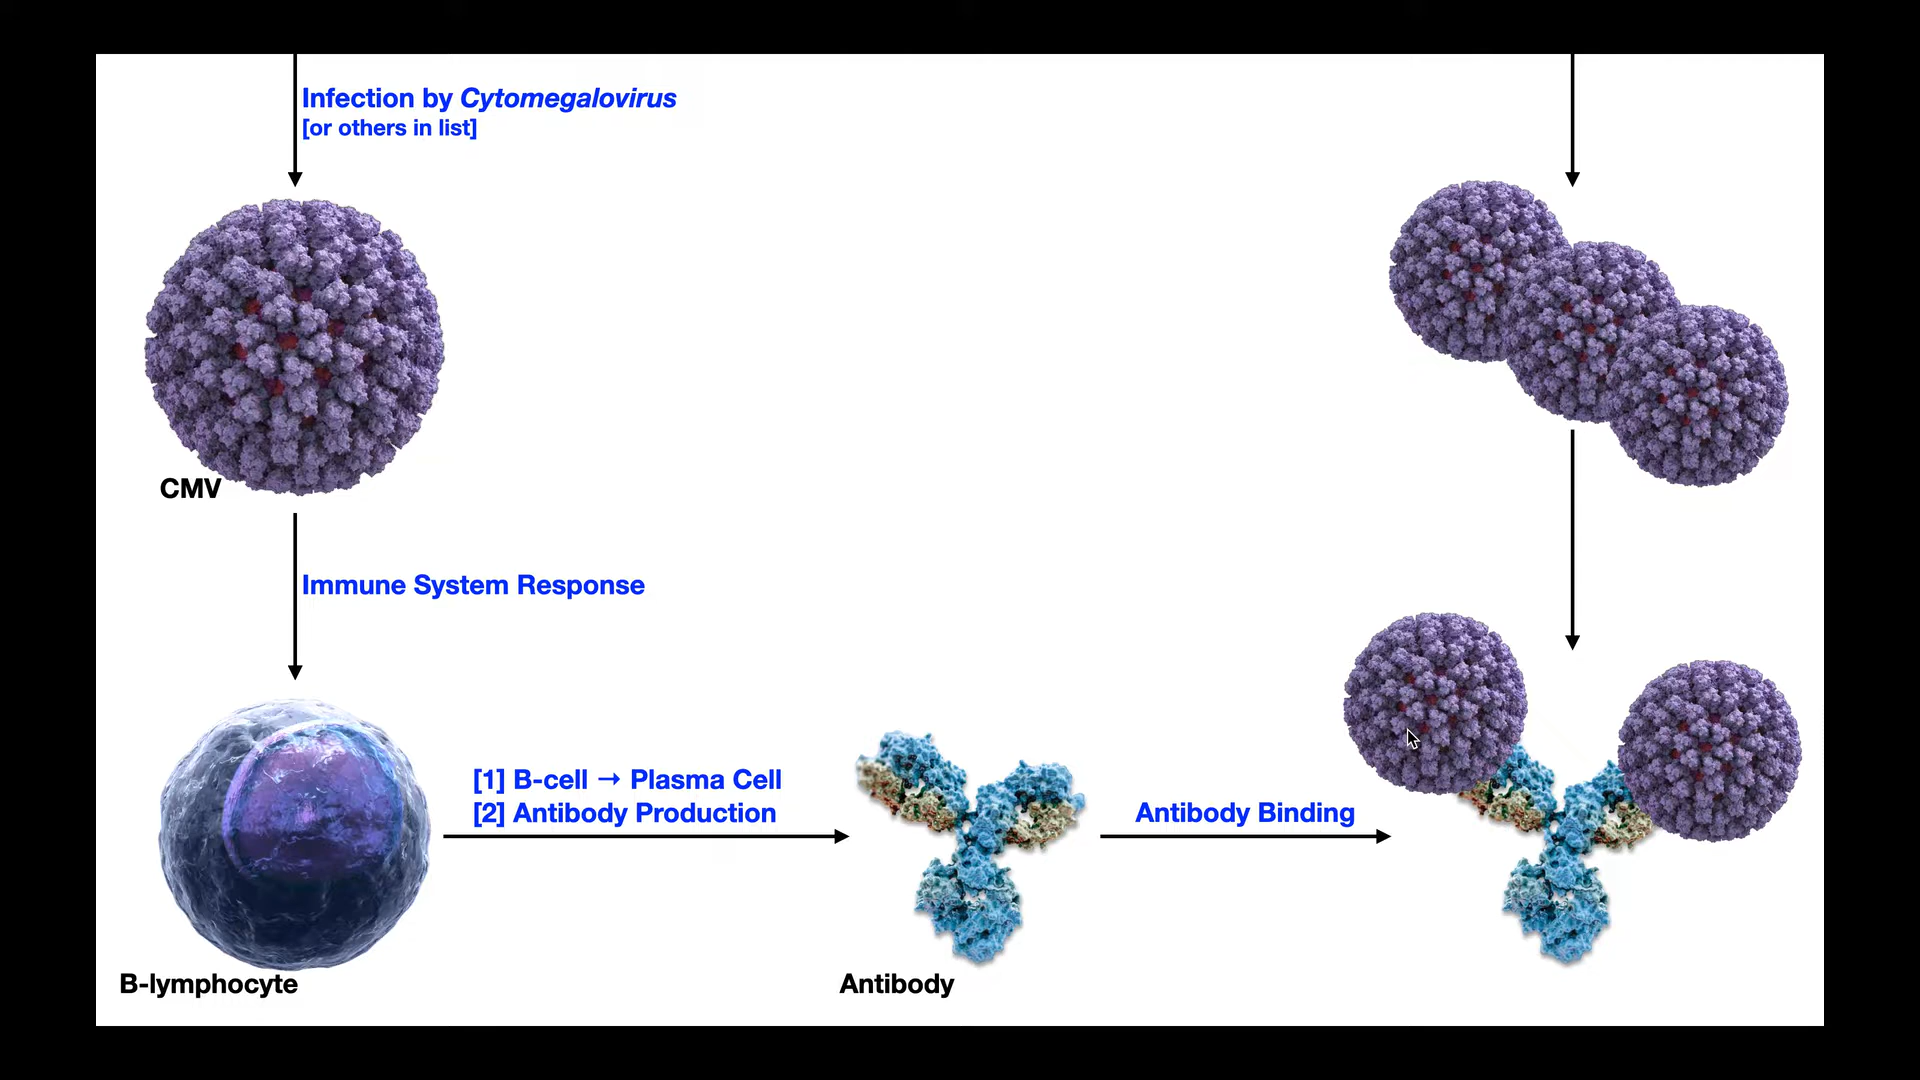 Infection by Cytomegalovirus
[or others in list]
CMV
Immune System Response
[1] B-cell → Plasma Cell
[2] Antibody Production
Antibody Binding
B-lymphocyte
Antibody